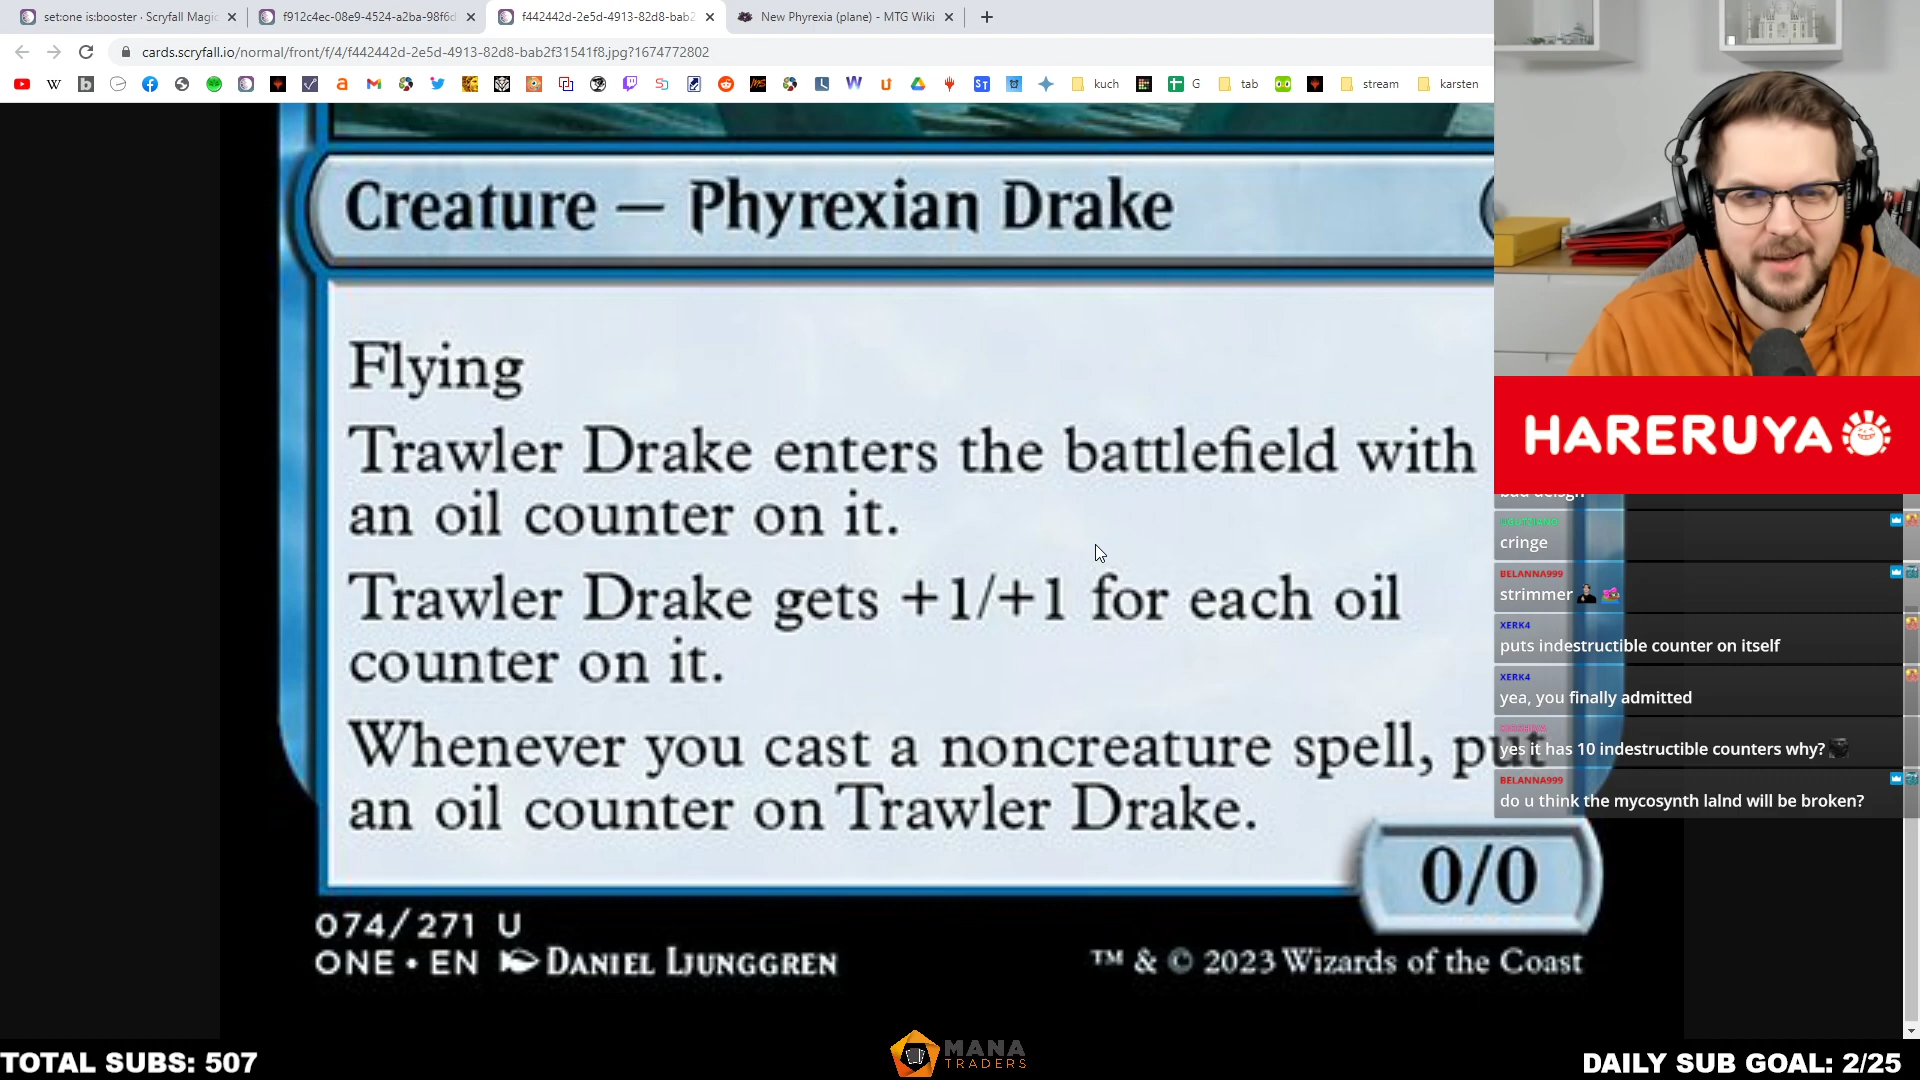 set:one is:booster · Scryfall Magic
f912c4ec-08e9-4524-a2ba-98f6d
f442442d-2e5d-4913-82d8-bab2
New Phyrexia (plane) - MTG Wiki
cards.scryfall.io/normal/front/f/4/f442442d-2e5d-4913-82d8-bab2f31541f8.jpg?1674772802
kuch
G
tab
stream
karsten
Creature — Phyrexian Drake
Flying
Trawler Drake enters the battlefield with
an oil counter on it.
Trawler Drake gets +1/+1 for each oil
counter on it.
Whenever you cast a noncreature spell, put
an oil counter on Trawler Drake.
0/0
074/271 U
ONE • EN DANIEL LJUNGGREN
™ & © 2023 Wizards of the Coast
HARERUYA
cringe
BELANNA999
strimmer
XERK4
puts indestructible counter on itself
XERK4
yea, you finally admitted
yes it has 10 indestructible counters why?
BELANNA999
do u think the mycosynth lalnd will be broken?
TOTAL SUBS: 507
MANA
TRADERS
DAILY SUB GOAL: 2/25